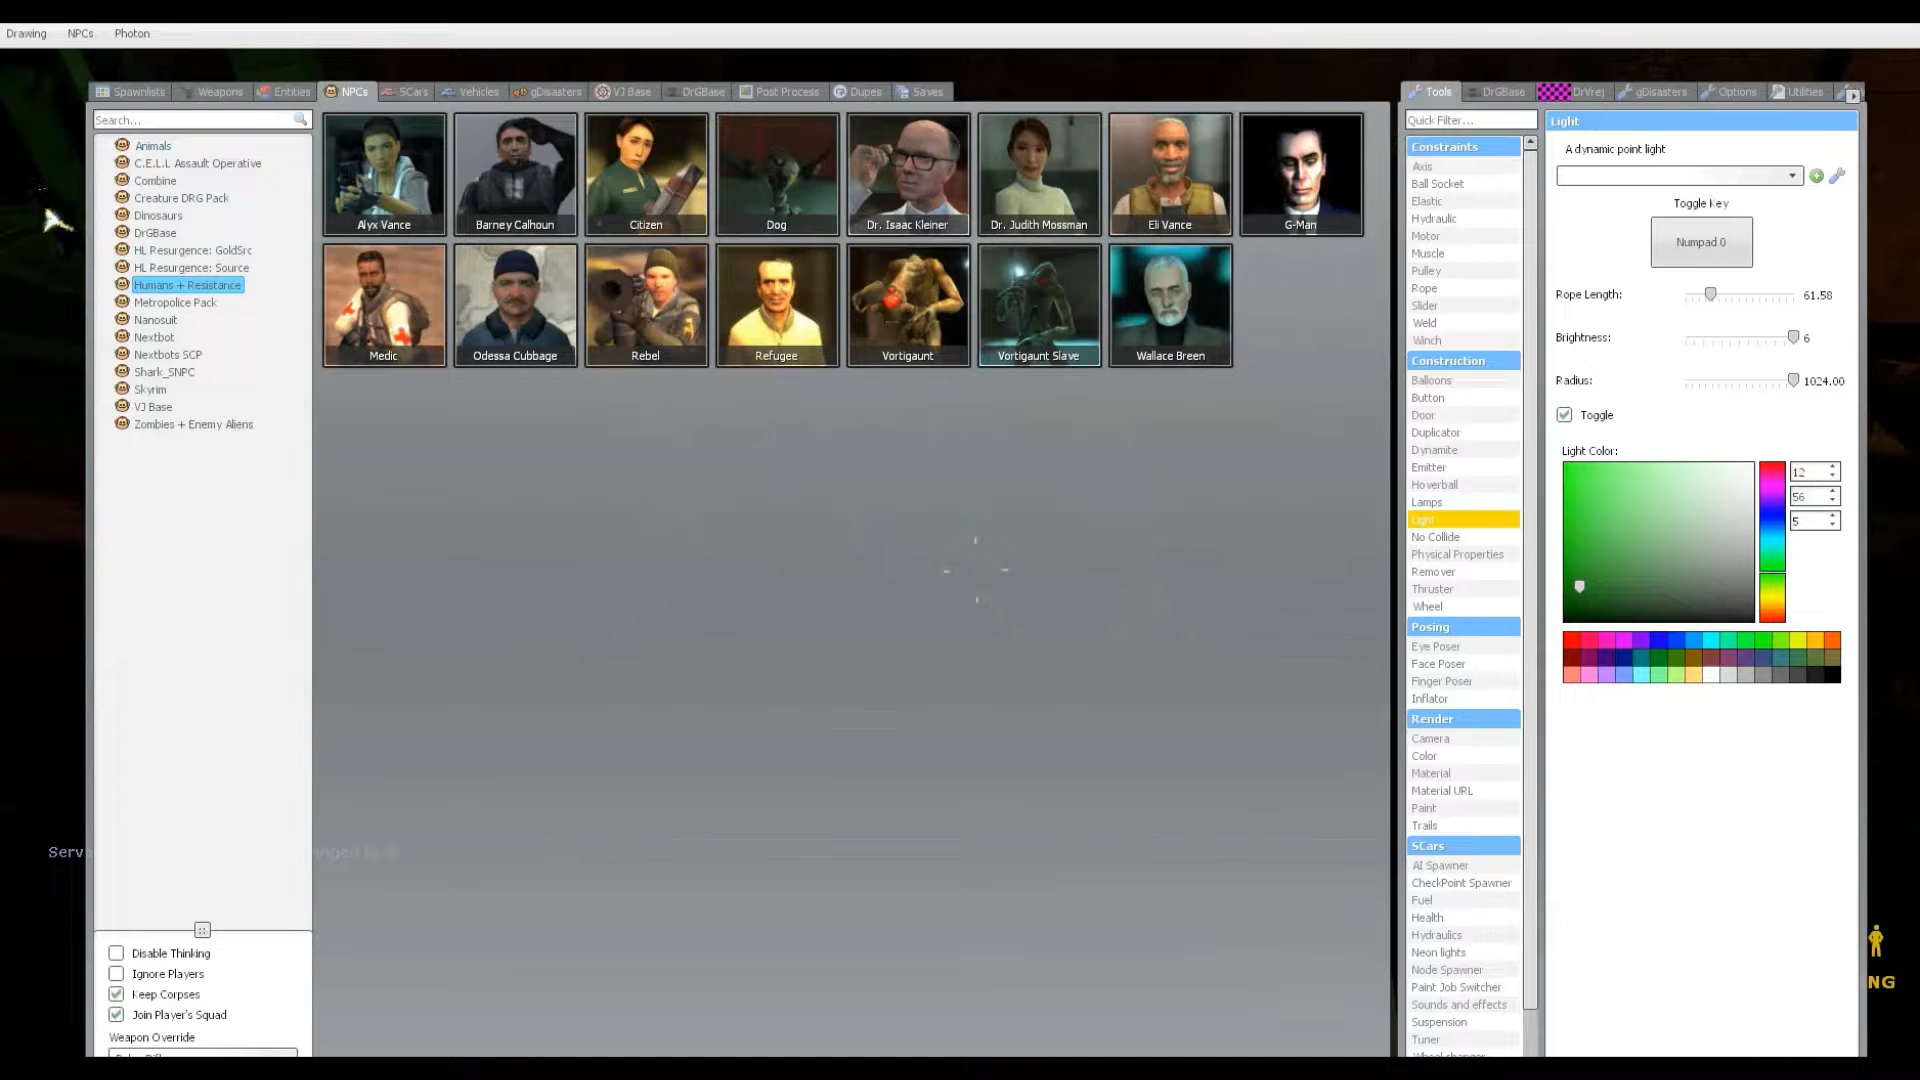 Drawing NPCs Photon
Spawnlists Weapons Entities NPCs SCars Vehicles gDisasters VJ Base DrGBase Post Process Dupes Saves
Search...
Animals
C.E.L.L Assault Operative
Combine
Creature DRG Pack
Dinosaurs
DrGBase
HL Resurgence: GoldSrc
HL Resurgence: Source
Humans + Resistance
Metropolice Pack
Nanosuit
Nextbot
Nextbots SCP
Shark_SNPC
Skyrim
VJ Base
Zombies + Enemy Aliens
Disable Thinking
Ignore Players
Keep Corpses
Join Player's Squad
Weapon Override
Alyx Vance Barney Calhoun Citizen Dog Dr. Isaac Kleiner Dr. Judith Mossman Eli Vance G-Man
Medic Odessa Cubbage Rebel Refugee Vortigaunt Vortigaunt Slave Wallace Breen
Tools DrGBase DrVrej gDisasters Options Utilities
Quick Filter...
Constraints
Axis
Ball Socket
Elastic
Hydraulic
Motor
Muscle
Pulley
Rope
Slider
Weld
Winch
Construction
Balloons
Button
Door
Duplicator
Dynamite
Emitter
Hoverball
Lamps
Light
No Collide
Physical Properties
Remover
Thruster
Wheel
Posing
Eye Poser
Face Poser
Finger Poser
Inflator
Render
Camera
Color
Material
Material URL
Paint
Trails
SCars
AI Spawner
CheckPoint Spawner
Fuel
Health
Hydraulics
Neon lights
Node Spawner
Paint Job Switcher
Sounds and effects
Suspension
Tuner
Light
A dynamic point light
Toggle Key
Numpad 0
Rope Length: 61.58
Brightness: 6
Radius: 1024.00
Toggle
Light Color:
12
56
5
Serv
NG